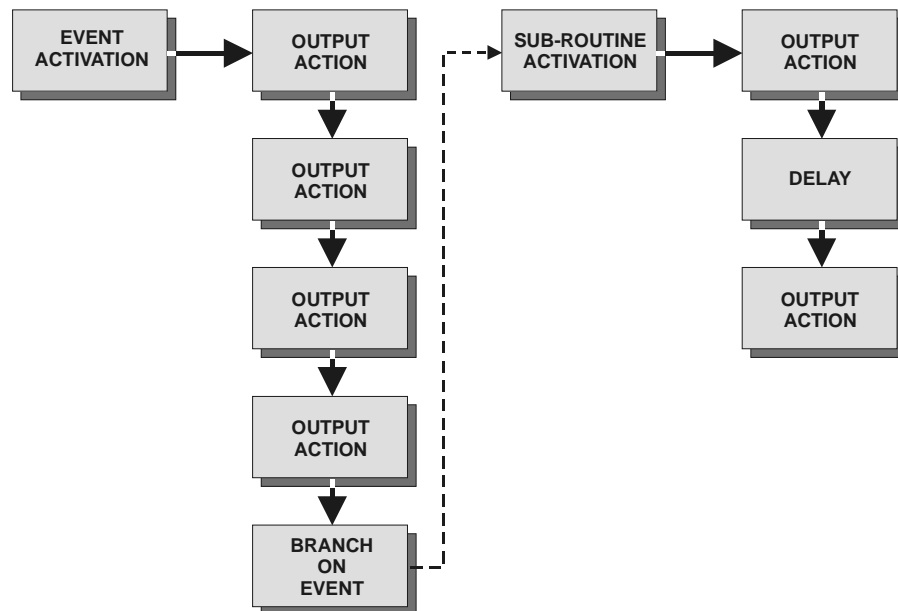 EVENT
ACTIVATION
OUTPUT
ACTION
OUTPUT
ACTION
OUTPUT
ACTION
OUTPUT
ACTION
BRANCH
ON
EVENT
SUB-ROUTINE
ACTIVATION
OUTPUT
ACTION
DELAY
OUTPUT
ACTION